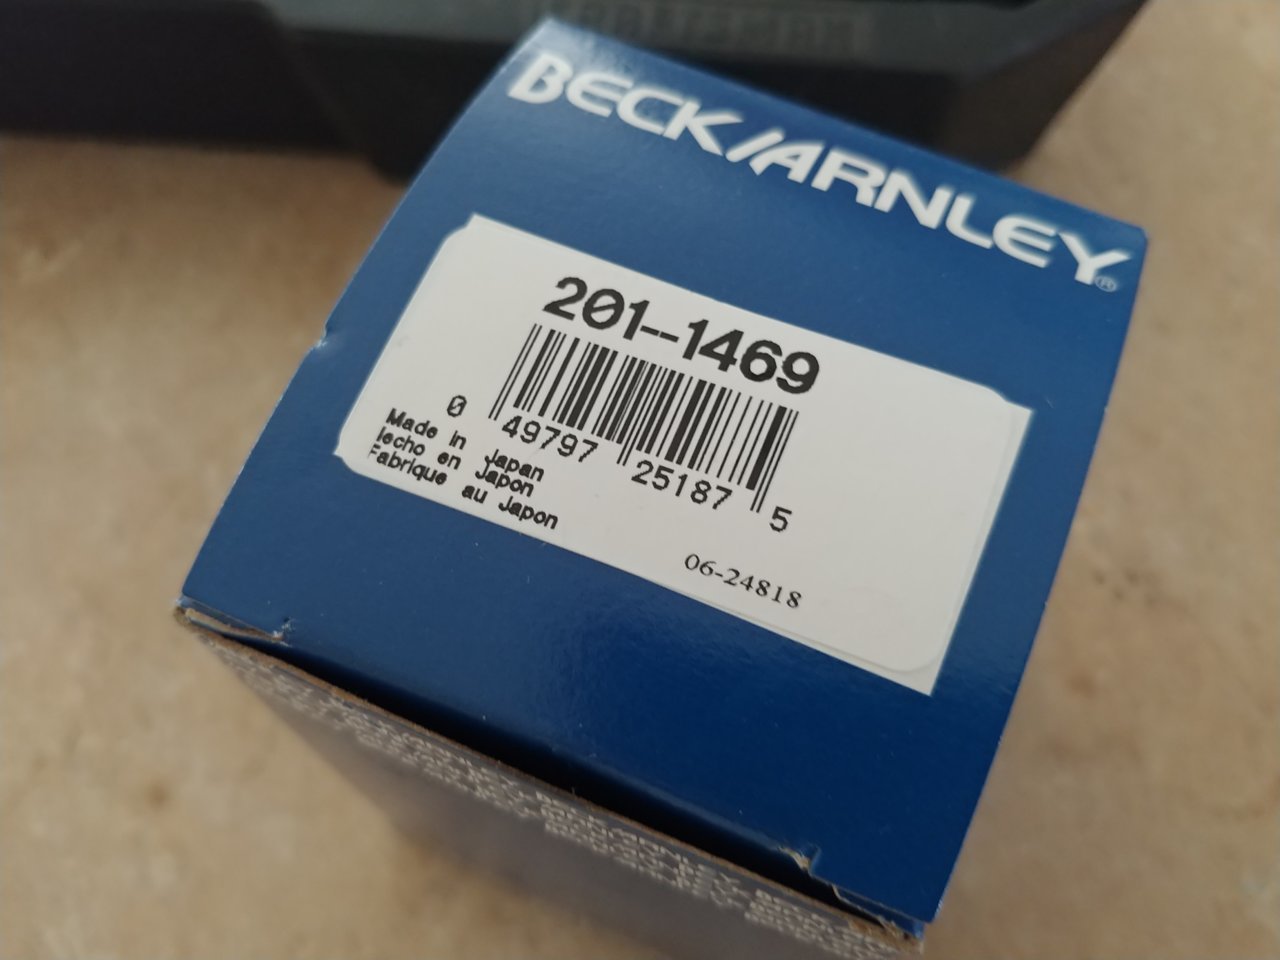 BECK/ARNLEY®
201--1469
0 49797 25187 5
Made in Japan
Hecho en Japon
Fabrique au Japon
06-24818